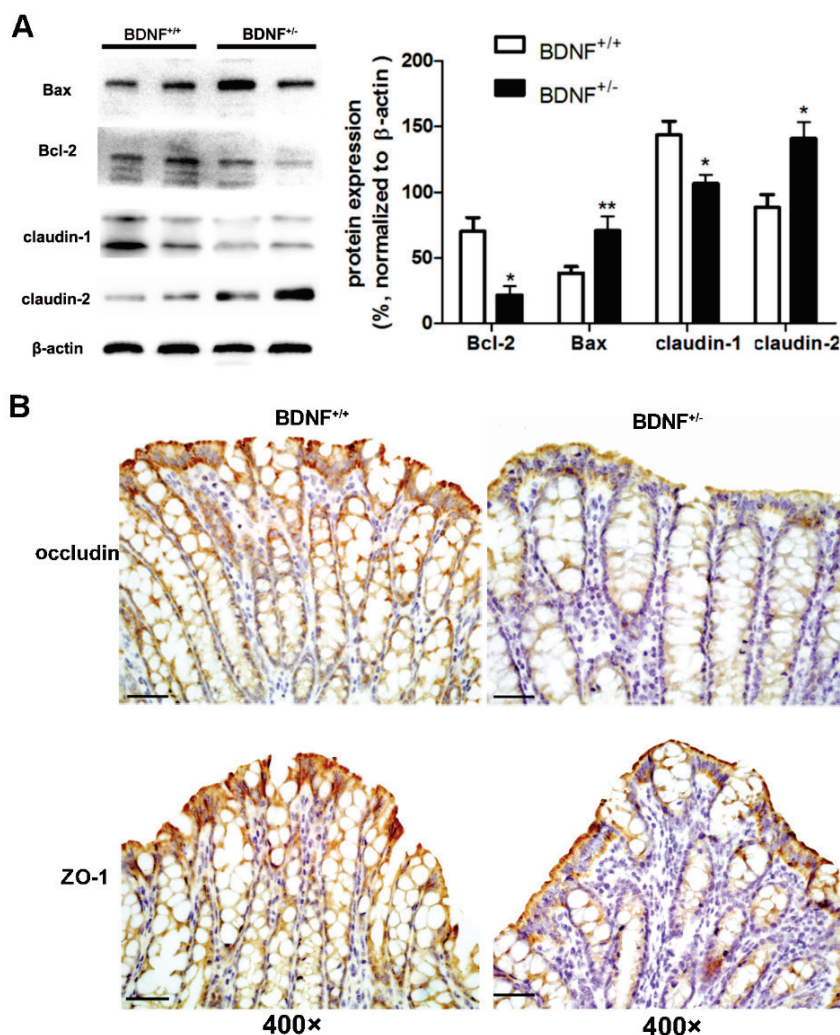 A
BDNF+/+ BDNF+/-
Bax
Bcl-2
claudin-1
claudin-2
β-actin
protein expression
(%, normalized to β-actin )
200
150
100
50
0
BDNF+/+
BDNF+/-
*
**
*
*
Bcl-2 Bax claudin-1 claudin-2
B
BDNF+/+ BDNF+/-
occludin
ZO-1
400× 400×